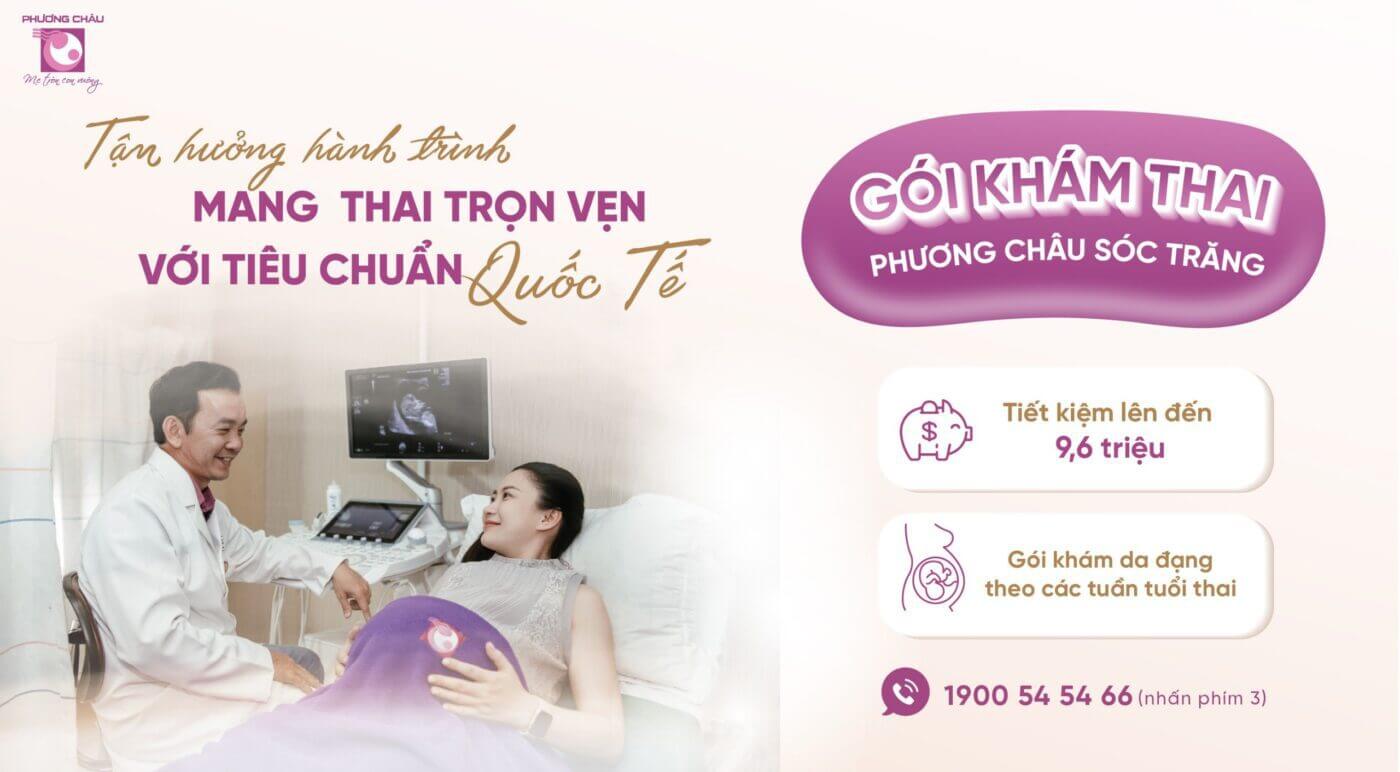 PHƯƠNG CHÂU
Mẹ tròn con vuông
Tận hưởng hành trình
MANG THAI TRỌN VẸN
VỚI TIÊU CHUẨN Quốc Tế
GÓI KHÁM THAI
PHƯƠNG CHÂU SÓC TRĂNG
Tiết kiệm lên đến
9,6 triệu
Gói khám da đạng
theo các tuần tuổi thai
1900 54 54 66 (nhấn phím 3)